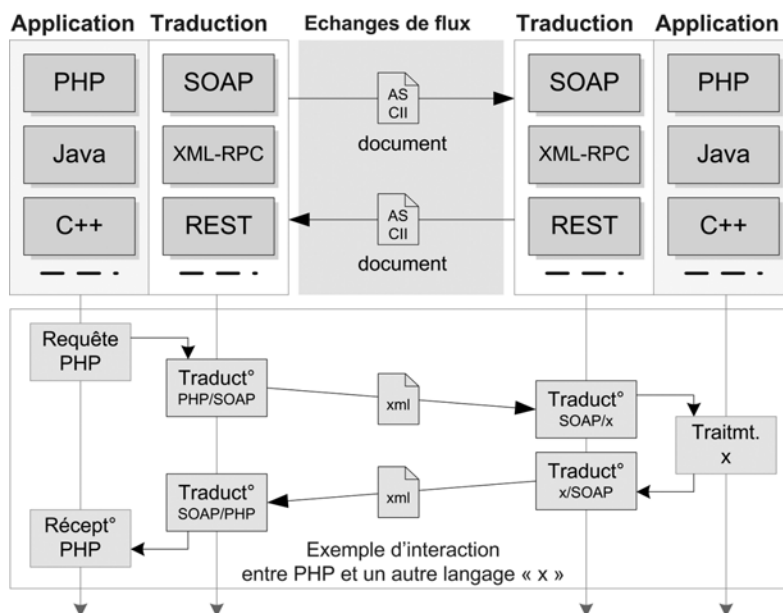 Application Traduction Echanges de flux Traduction Application
PHP SOAP AS SOAP PHP
CII
document
Java XML-RPC XML-RPC Java
C++ REST AS REST C++
CII
document
Requête
PHP
Traduct°
PHP/SOAP
xml
Traduct°
SOAP/x
Traitmt.
x
Traduct°
x/SOAP
xml
Traduct°
SOAP/PHP
Récept°
PHP
Exemple d’interaction
entre PHP et un autre langage « x »